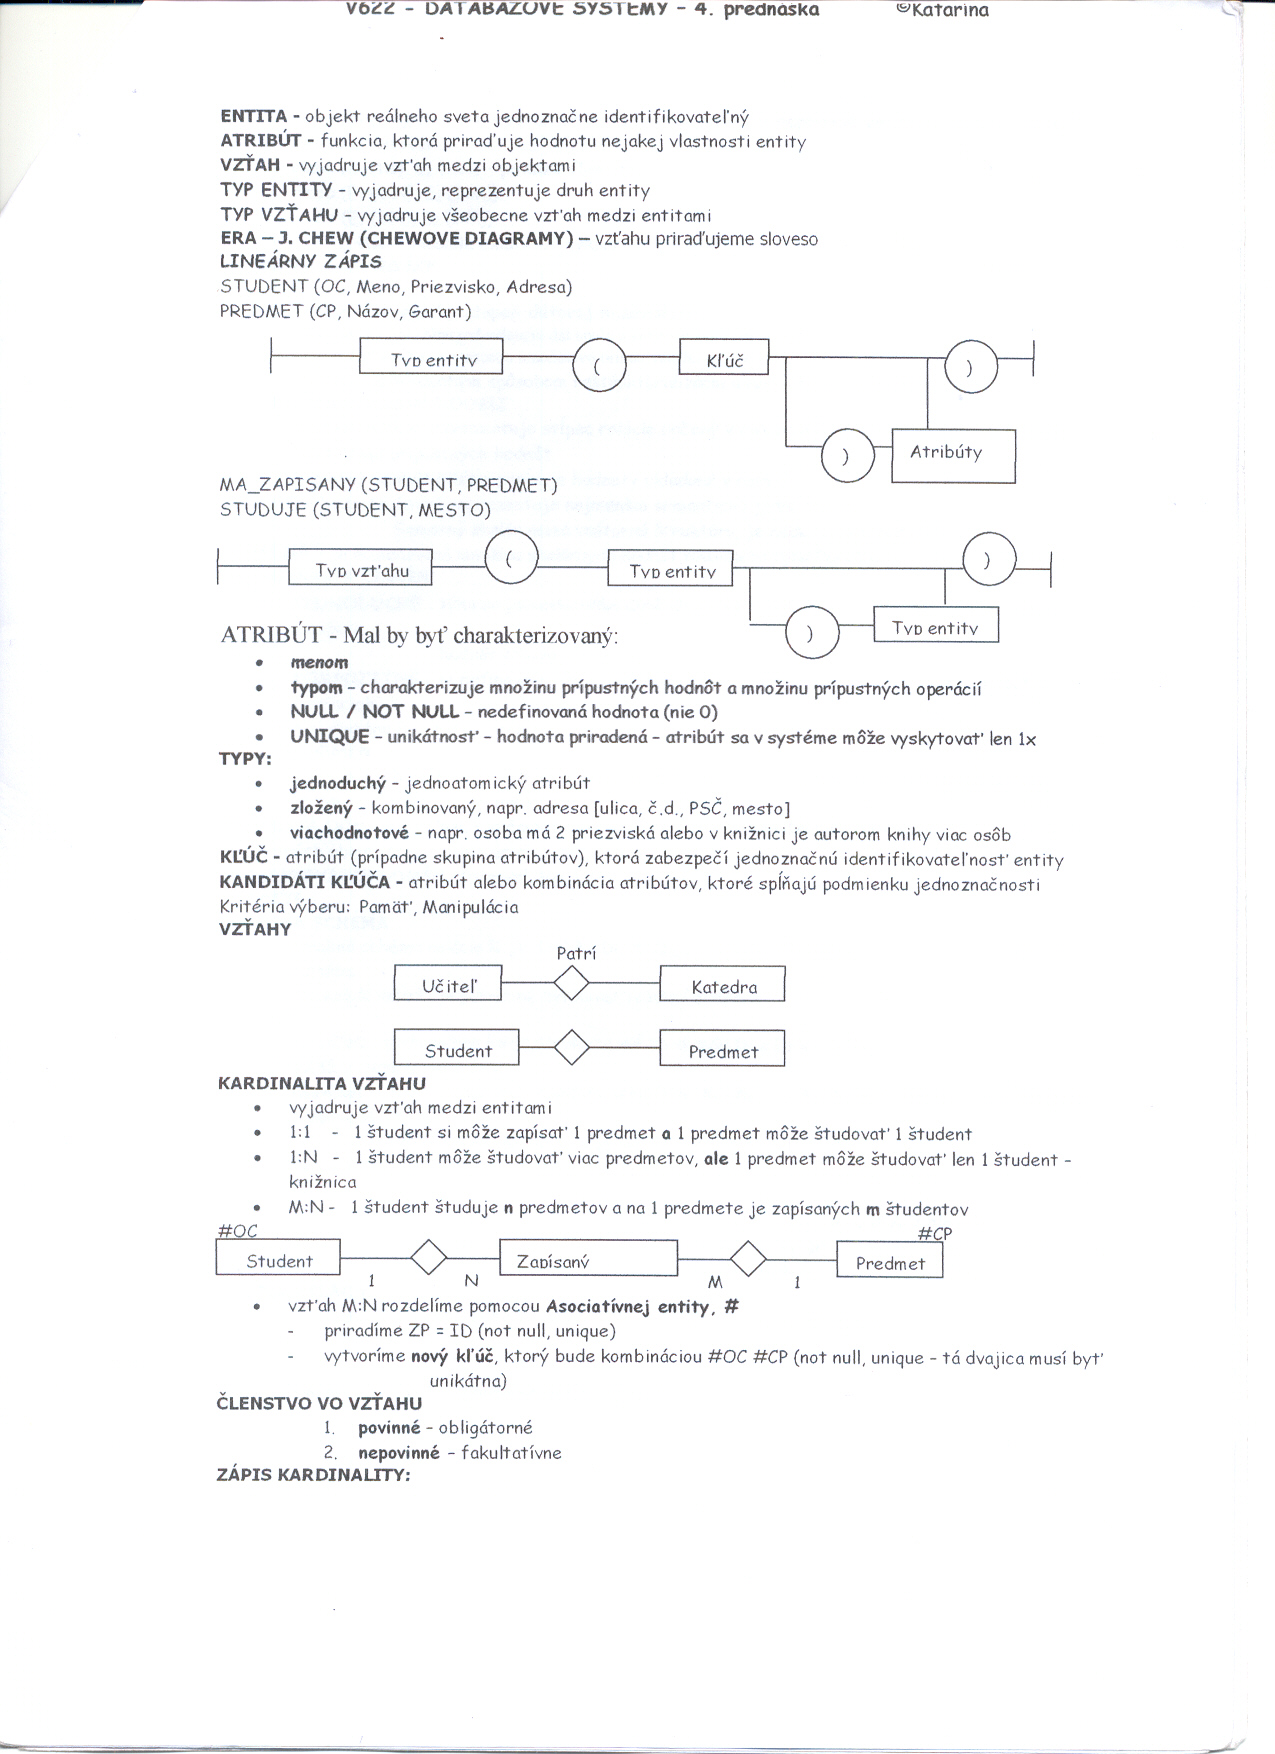 V622 - DATABÁZOVÉ SYSTÉMY - 4. prednáška ©Katarína
ENTITA - objekt reálneho sveta jednoznačne identifikovateľný
ATRIBÚT - funkcia, ktorá priraďuje hodnotu nejakej vlastnosti entity
VZŤAH - vyjadruje vzťah medzi objektami
TYP ENTITY - vyjadruje, reprezentuje druh entity
TYP VZŤAHU - vyjadruje všeobecne vzťah medzi entitami
ERA – J. CHEW (CHEWOVE DIAGRAMY) – vzťahu priraďujeme sloveso
LINEÁRNY ZÁPIS
STUDENT (OC, Meno, Priezvisko, Adresa)
PREDMET (CP, Názov, Garant)
Typ entity ( Kľúč )
) Atribúty
MA_ZAPISANY (STUDENT, PREDMET)
STUDUJE (STUDENT, MESTO)
Typ vzťahu ( Typ entity )
) Typ entity
ATRIBÚT - Mal by byť charakterizovaný:
• menom
• typom – charakterizuje množinu prípustných hodnôt a množinu prípustných operácií
• NULL / NOT NULL – nedefinovaná hodnota (nie 0)
• UNIQUE – unikátnosť – hodnota priradená – atribút sa v systéme môže vyskytovať len 1x
TYPY:
• jednoduchý – jednoatomický atribút
• zložený – kombinovaný, napr. adresa [ulica, č.d., PSČ, mesto]
• viachodnotové – napr. osoba má 2 priezviská alebo v knižnici je autorom knihy viac osôb
KĽÚČ - atribút (prípadne skupina atribútov), ktorá zabezpečí jednoznačnú identifikovateľnosť entity
KANDIDÁTI KĽÚČA - atribút alebo kombinácia atribútov, ktoré spĺňajú podmienku jednoznačnosti
Kritéria výberu: Pamäť, Manipulácia
VZŤAHY
Patrí
Učiteľ Katedra
Student Predmet
KARDINALITA VZŤAHU
• vyjadruje vzťah medzi entitami
• 1:1 - 1 študent si môže zapísať 1 predmet a 1 predmet môže študovať 1 študent
• 1:N - 1 študent môže študovať viac predmetov, ale 1 predmet môže študovať len 1 študent -
knižnica
• M:N - 1 študent študuje n predmetov a na 1 predmete je zapísaných m študentov
#OC #CP
Student Zapísaný Predmet
1 N M 1
• vzťah M:N rozdelíme pomocou Asociatívnej entity, #
- priradíme ZP = ID (not null, unique)
- vytvoríme nový kľúč, ktorý bude kombináciou #OC #CP (not null, unique – tá dvajica musí byť
unikátna)
ČLENSTVO VO VZŤAHU
1. povinné – obligátorné
2. nepovinné – fakultatívne
ZÁPIS KARDINALITY: